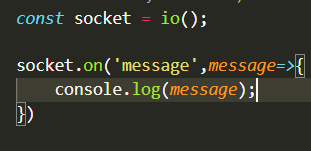 const socket = io();
socket.on('message',message=>{
    console.log(message);
})